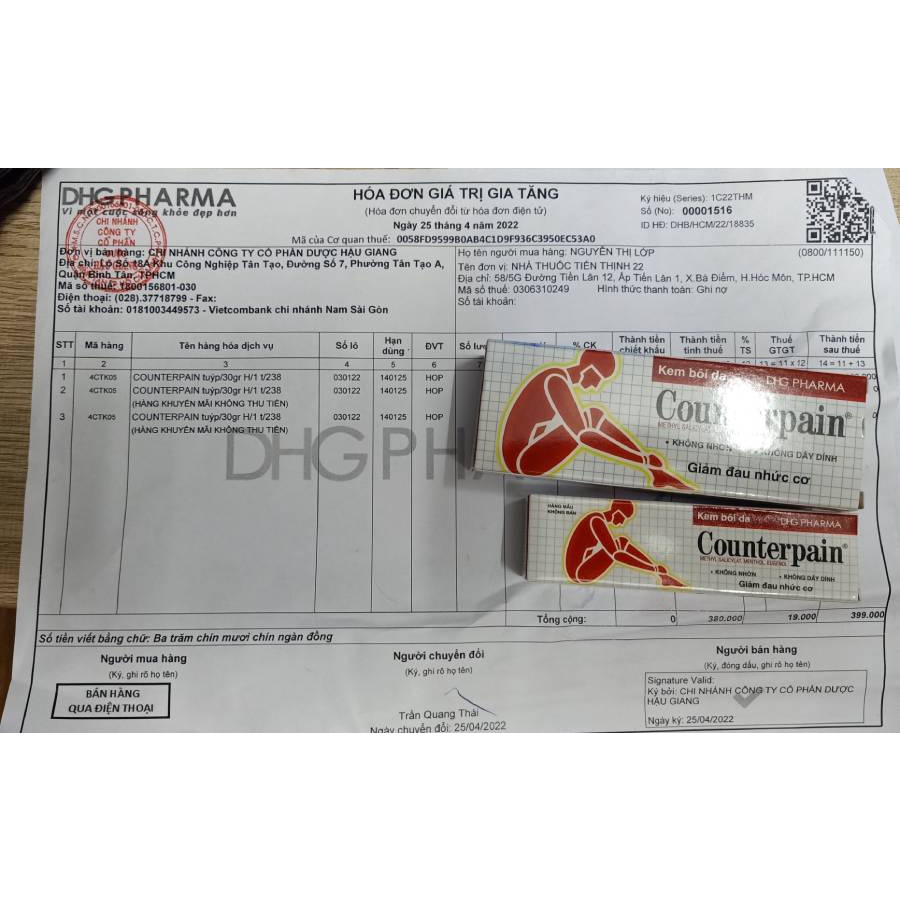 DHG PHARMA
Vì một cuộc sống khỏe đẹp hơn
HÓA ĐƠN GIÁ TRỊ GIA TĂNG
(Hóa đơn chuyển đổi từ hóa đơn điện tử)
Ngày 25 tháng 4 năm 2022
Mã của Cơ quan thuế: 0058FD9599B0AB4C1D9F936C3950EC53A0
Ký hiệu (Series): 1C22THM
Số (No): 00001516
ID HĐ: DHB/HCM/22/18835
CHI NHÁNH
CÔNG TY
CỔ PHẦN
Đơn vị bán hàng: CHI NHÁNH CÔNG TY CỔ PHẦN DƯỢC HẬU GIANG
Địa chỉ: Lô Số 18A Khu Công Nghiệp Tân Tạo, Đường Số 7, Phường Tân Tạo A,
Quận Bình Tân, TPHCM
Mã số thuế: 1800156801-030
Điện thoại: (028).37718799 - Fax:
Số tài khoản: 0181003449573 - Vietcombank chi nhánh Nam Sài Gòn
Họ tên người mua hàng: NGUYỄN THỊ LỚP (0800/111150)
Tên đơn vị: NHÀ THUỐC TIÊN THỊNH 22
Địa chỉ: 58/5G Đường Tiền Lân 12, Ấp Tiền Lân 1, X.Bà Điểm, H.Hóc Môn, TP.HCM
Mã số thuế: 0306310249 Hình thức thanh toán: Ghi nợ
Số tài khoản:
STT Mã hàng Tên hàng hóa dịch vụ Số lô Hạn dùng ĐVT Số % CK Thành tiền chiết khấu Thành tiền tính thuế % TS Thuế GTGT Thành tiền sau thuế
1 2 3 4 5 6 7 13 = 11 x 12 14 = 11 + 13
1 4CTK05 COUNTERPAIN tuýp/30gr H/1 t/238 030122 140125 HOP
2 4CTK05 COUNTERPAIN tuýp/30gr H/1 t/238 030122 140125 HOP
(HÀNG KHUYẾN MÃI KHÔNG THU TIỀN)
3 4CTK05 COUNTERPAIN tuýp/30gr H/1 t/238 030122 140125 HOP
(HÀNG KHUYẾN MÃI KHÔNG THU TIỀN)
DHG PH
Kem bôi da DHG PHARMA
Counterpain®
METHYL SALICYLAT,
• KHÔNG NHỜN • KHÔNG DÂY DÍNH
Giảm đau nhức cơ
HÀNG MẪU
KHÔNG BÁN
Kem bôi da DHG PHARMA
Counterpain®
METHYL SALICYLAT, MENTHOL, EUGENOL
• KHÔNG NHỜN • KHÔNG DÂY DÍNH
Giảm đau nhức cơ
Tổng cộng: 0 380.000 19.000 399.000
Số tiền viết bằng chữ: Ba trăm chín mươi chín ngàn đồng
Người mua hàng
(Ký, ghi rõ họ tên)
BÁN HÀNG
QUA ĐIỆN THOẠI
Người chuyển đổi
(Ký, ghi rõ họ tên)
Trần Quang Thái
Ngày chuyển đổi: 25/04/2022
Người bán hàng
(Ký, đóng dấu, ghi rõ họ tên)
Signature Valid:
Ký bởi: CHI NHÁNH CÔNG TY CỔ PHẦN DƯỢC
HẬU GIANG
Ngày ký: 25/04/2022